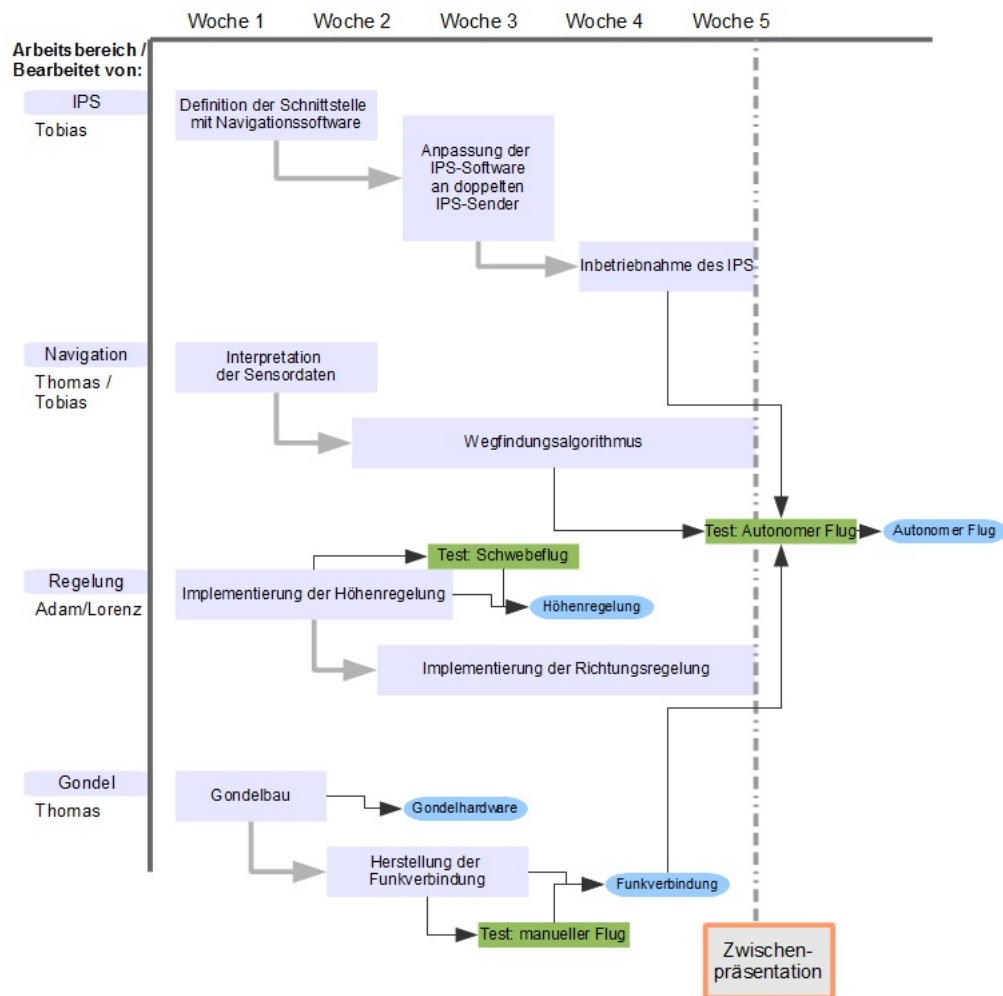 Woche 1
Woche 2
Woche 3
Woche 4
Woche 5
Arbeitsbereich /
Bearbeitet von:
IPS
Tobias
Definition der Schnittstelle
mit Navigationssoftware
Anpassung der
IPS-Software
an doppelten
IPS-Sender
Inbetriebnahme des IPS
Navigation
Thomas /
Tobias
Interpretation
der Sensordaten
Wegfindungsalgorithmus
Test: Autonomer Flug
Autonomer Flug
Regelung
Adam/Lorenz
Test: Schwebeflug
Implementierung der Höhenregelung
Höhenregelung
Implementierung der Richtungsregelung
Gondel
Thomas
Gondelbau
Gondelhardware
Herstellung der
Funkverbindung
Funkverbindung
Test: manueller Flug
Zwischen-
präsentation